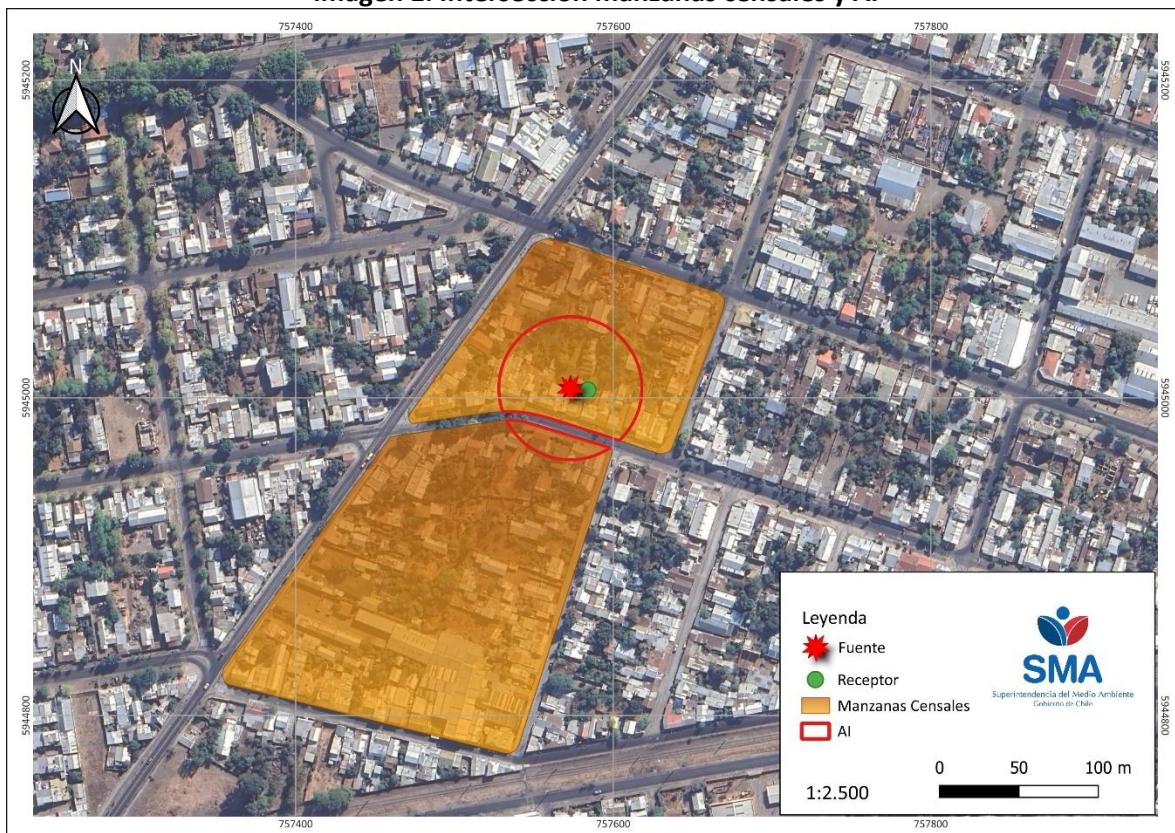 Imagen Intersección manzanas censales y AI
757400 757600 757800
5945200 5945200
N
5945000 5945000
5944800 5944800
Leyenda
Fuente
Receptor
Manzanas Censales
AI
SMA
Superintendencia del Medio Ambiente
Gobierno de Chile
1:2.500
0 50 100 m
757400 757600 757800